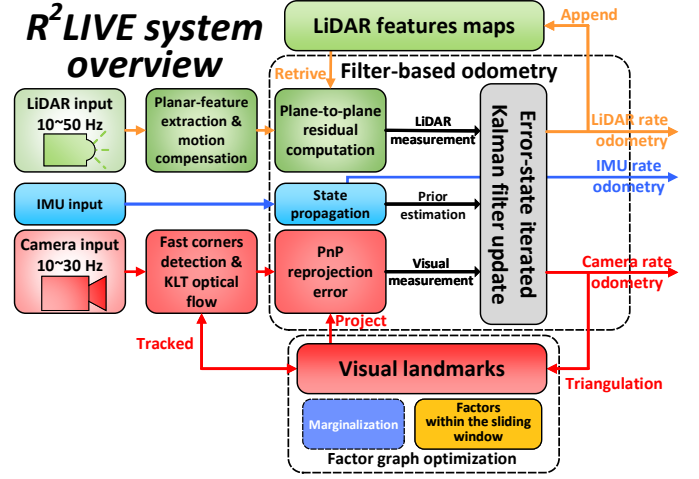 R²LIVE system
overview
LiDAR features maps
Append
Retrive
Filter-based odometry
LiDAR input
10~50 Hz
Planar-feature
extraction &
motion
compensation
Plane-to-plane
residual
computation
LiDAR
measurement
Error-state iterated
Kalman filter update
LiDAR rate
odometry
IMU rate
odometry
IMU input
State
propagation
Prior
estimation
Camera input
10~30 Hz
Fast corners
detection &
KLT optical
flow
PnP
reprojection
error
Visual
measurement
Camera rate
odometry
Tracked
Project
Visual landmarks
Triangulation
Marginalization
Factors
within the sliding
window
Factor graph optimization